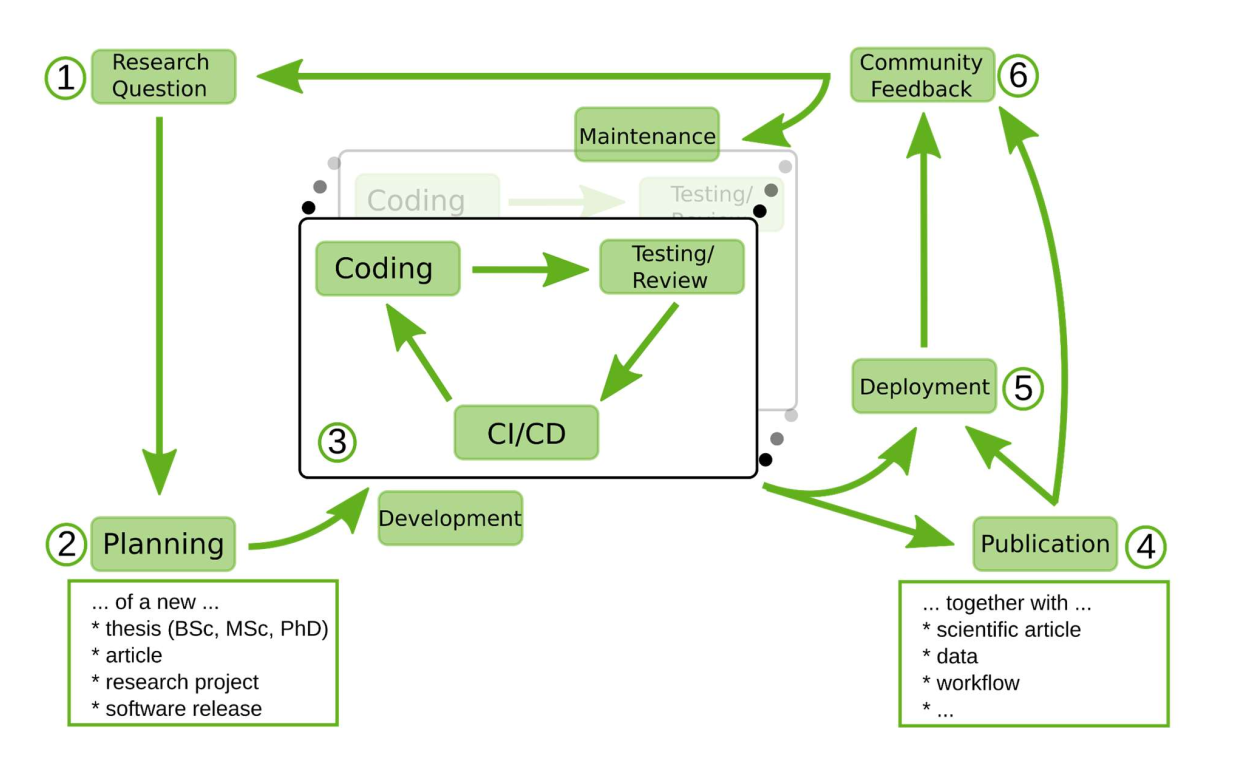 1
Research
Question
Community
Feedback
6
Maintenance
Coding
Testing/
Coding
Testing/
Review
CI/CD
3
Deployment
5
Development
2
Planning
Publication
4
... of a new ...
* thesis (BSc, MSc, PhD)
* article
* research project
* software release
... together with ...
* scientific article
* data
* workflow
* ...